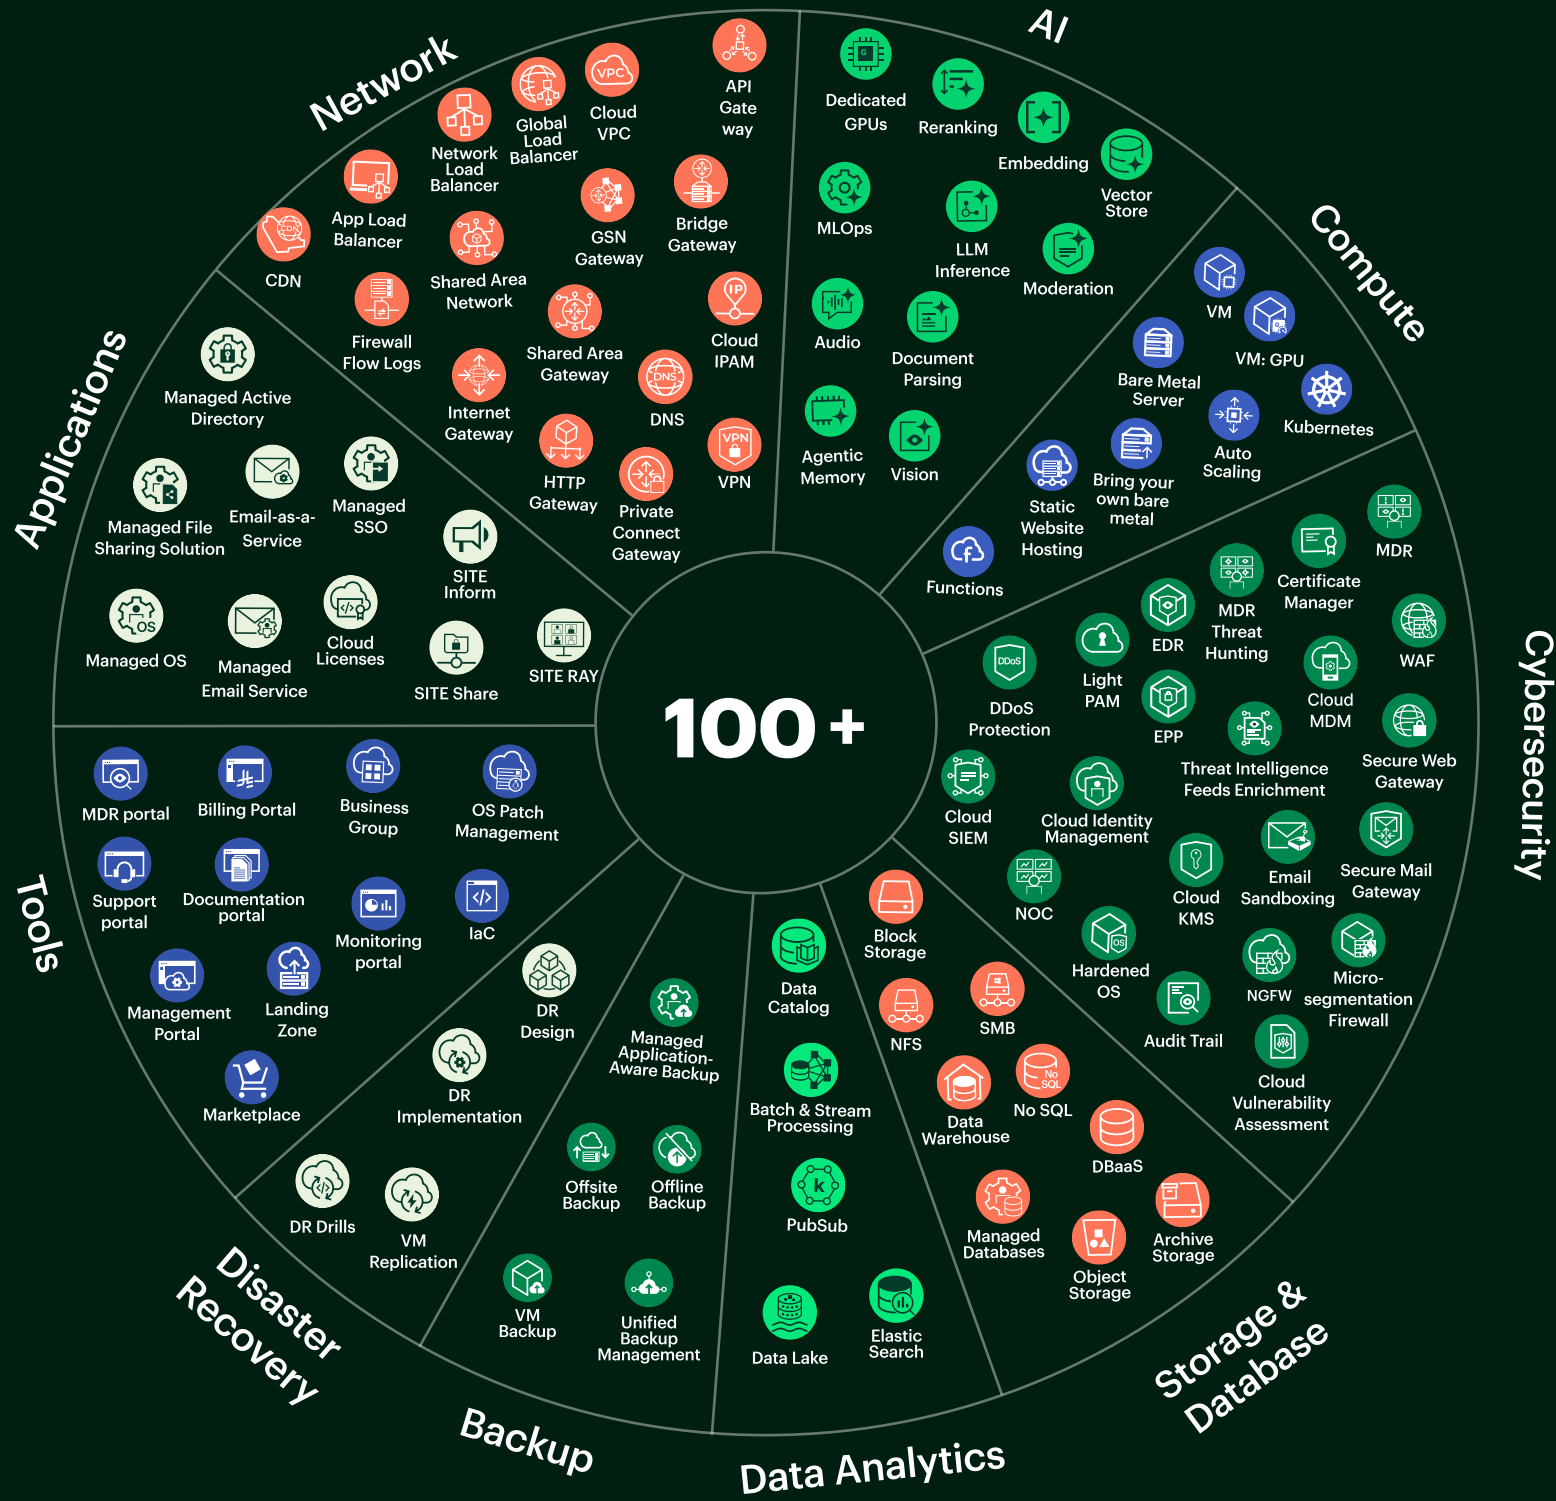 Network
API
Gate
way
VPC
Cloud
VPC
Global
Load
Balancer
Network
Load
Balancer
App Load
Balancer
CDN
CDN
Bridge
Gateway
GSN
Gateway
Shared Area
Network
Firewall
Flow Logs
Shared Area
Gateway
IP
Cloud
IPAM
Internet
Gateway
DNS
DNS
HTTP
Gateway
Private
Connect
Gateway
VPN
VPN
AI
G
Dedicated
GPUs
Reranking
Embedding
Vector
Store
MLOps
LLM
Inference
Moderation
Audio
Document
Parsing
Agentic
Memory
Vision
Compute
VM
VM: GPU
Bare Metal
Server
Kubernetes
Auto
Scaling
Bring your
own bare
metal
Static
Website
Hosting
f
Functions
Cybersecurity
MDR
Certificate
Manager
MDR
Threat
Hunting
EDR
WAF
Light
PAM
Cloud
MDM
DDoS
DDoS
Protection
EPP
Threat Intelligence
Feeds Enrichment
Secure Web
Gateway
Cloud
SIEM
Cloud Identity
Management
Secure Mail
Gateway
Email
Sandboxing
Cloud
KMS
NOC
OS
Hardened
OS
NGFW
Micro-
segmentation
Firewall
Audit Trail
Cloud
Vulnerability
Assessment
Storage &
Database
Block
Storage
NFS
SMB
Data
Warehouse
No
SQL
No SQL
DBaaS
Managed
Databases
Archive
Storage
Object
Storage
Data Analytics
Data
Catalog
Batch & Stream
Processing
k
PubSub
Data Lake
Elastic
Search
Backup
Managed
Application-
Aware Backup
Offsite
Backup
Offline
Backup
VM
Backup
Unified
Backup
Management
Disaster
Recovery
DR
Design
DR
Implementation
DR Drills
VM
Replication
Tools
MDR portal
Billing Portal
Business
Group
OS Patch
Management
Support
portal
Documentation
portal
Monitoring
portal
IaC
Management
Portal
Landing
Zone
Marketplace
Applications
Managed Active
Directory
Managed File
Sharing Solution
Email-as-a-
Service
Managed
SSO
SITE
Inform
OS
Managed OS
Managed
Email Service
Cloud
Licenses
SITE Share
SITE RAY
100+